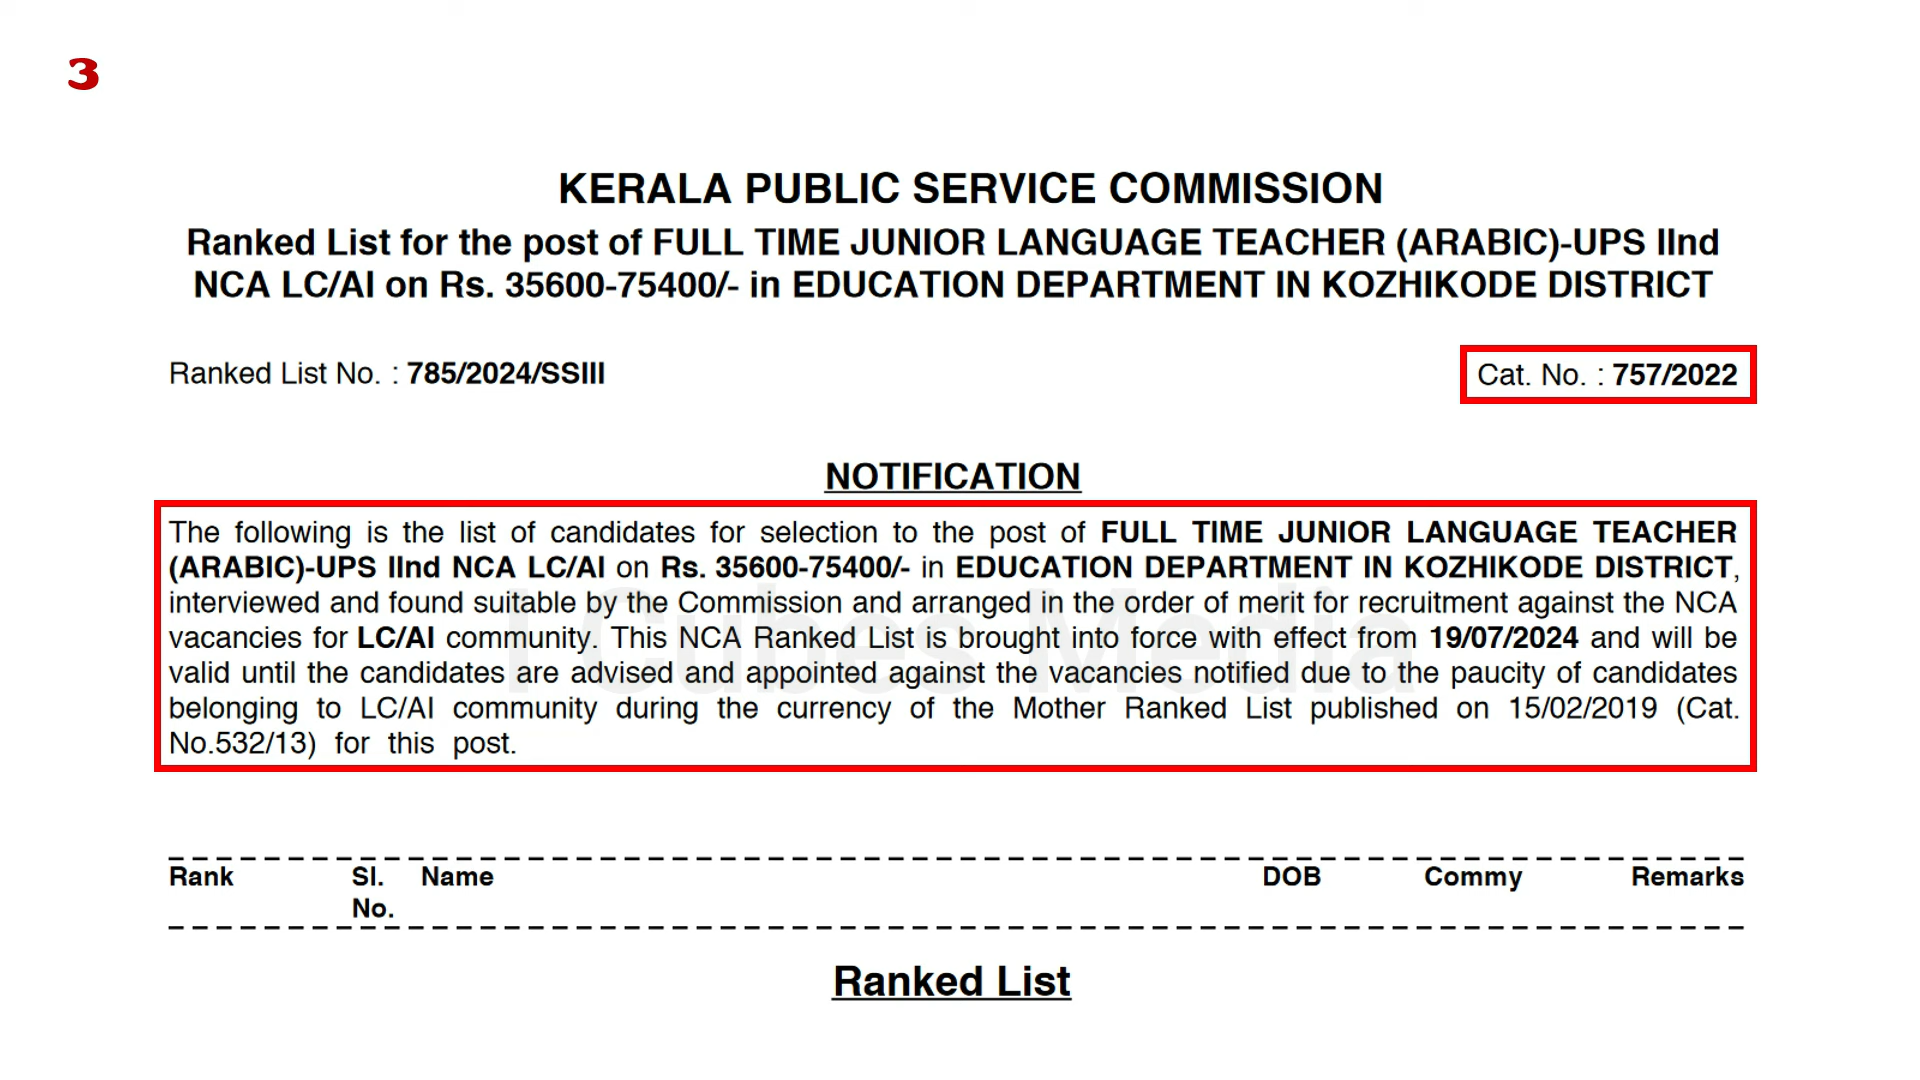 3
KERALA PUBLIC SERVICE COMMISSION
Ranked List for the post of FULL TIME JUNIOR LANGUAGE TEACHER (ARABIC)-UPS IInd
NCA LC/AI on Rs. 35600-75400/- in EDUCATION DEPARTMENT IN KOZHIKODE DISTRICT
Ranked List No. : 785/2024/SSIII
Cat. No. : 757/2022
NOTIFICATION
The following is the list of candidates for selection to the post of FULL TIME JUNIOR LANGUAGE TEACHER
(ARABIC)-UPS IInd NCA LC/AI on Rs. 35600-75400/- in EDUCATION DEPARTMENT IN KOZHIKODE DISTRICT,
interviewed and found suitable by the Commission and arranged in the order of merit for recruitment against the NCA
vacancies for LC/AI community. This NCA Ranked List is brought into force with effect from 19/07/2024 and will be
valid until the candidates are advised and appointed against the vacancies notified due to the paucity of candidates
belonging to LC/AI community during the currency of the Mother Ranked List published on 15/02/2019 (Cat.
No.532/13) for this post.
I Cubes Media
Rank Sl. Name DOB Commy Remarks
No.
Ranked List